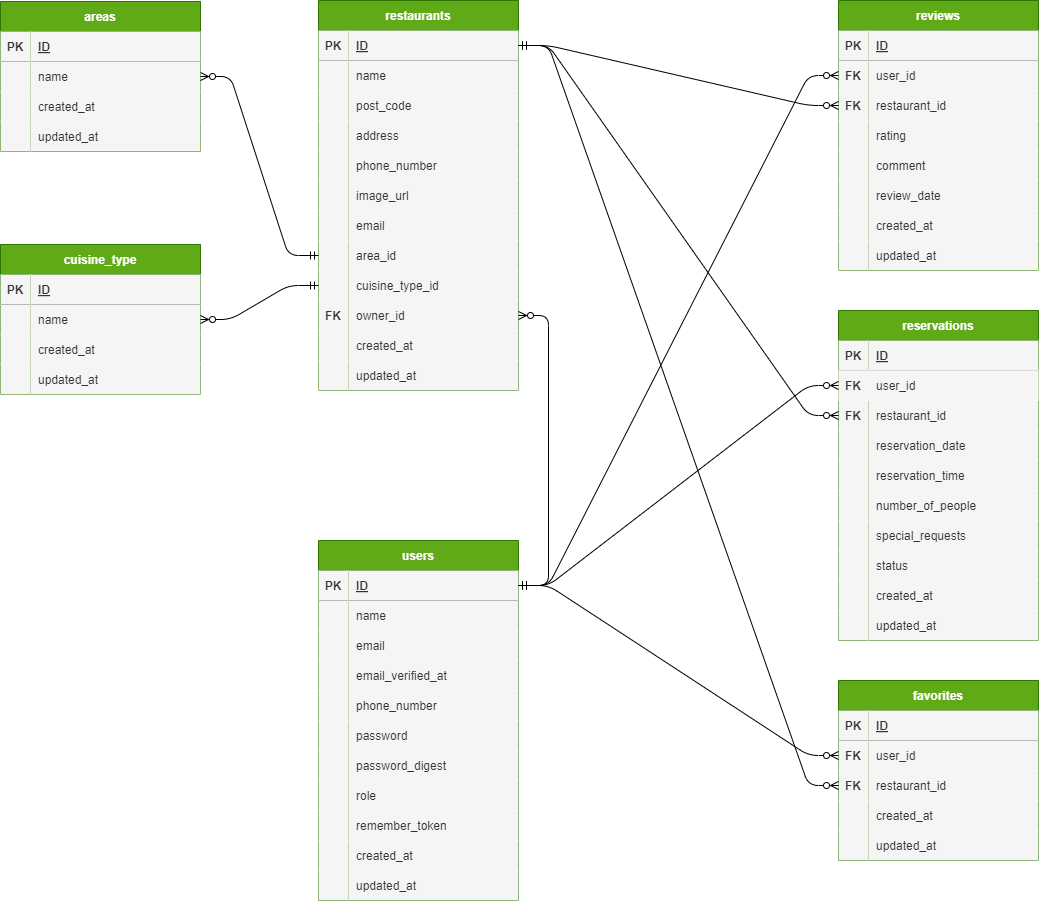 areas
PK ID
name
created_at
updated_at
cuisine_type
PK ID
name
created_at
updated_at
restaurants
PK ID
name
post_code
address
phone_number
image_url
email
area_id
cuisine_type_id
FK owner_id
created_at
updated_at
users
PK ID
name
email
email_verified_at
phone_number
password
password_digest
role
remember_token
created_at
updated_at
reviews
PK ID
FK user_id
FK restaurant_id
rating
comment
review_date
created_at
updated_at
reservations
PK ID
FK user_id
FK restaurant_id
reservation_date
reservation_time
number_of_people
special_requests
status
created_at
updated_at
favorites
PK ID
FK user_id
FK restaurant_id
created_at
updated_at